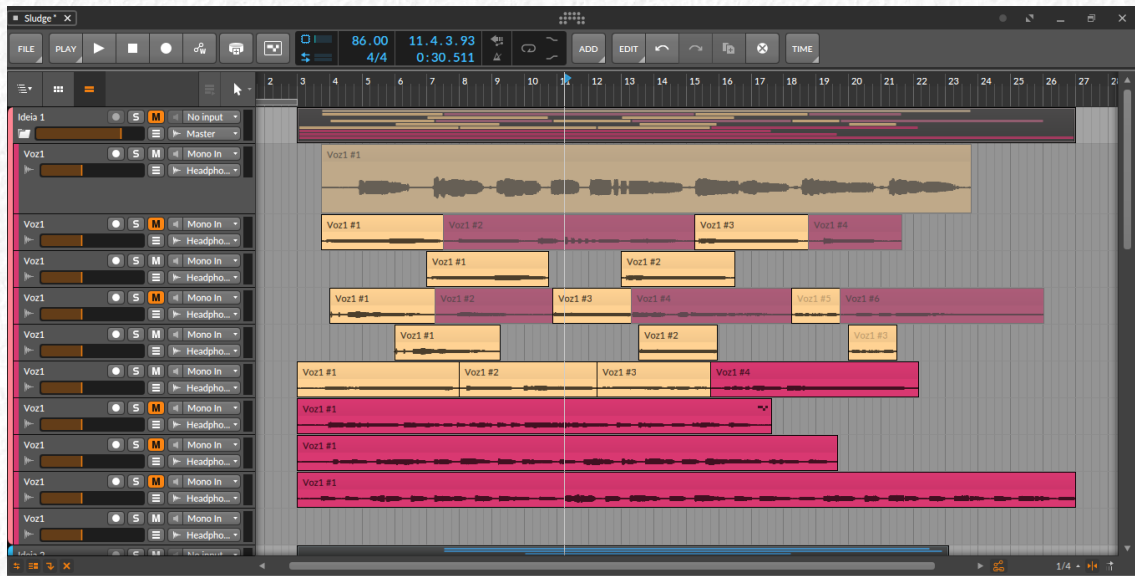 Sludge* ×
FILE PLAY ADD EDIT TIME
86.00 11.4.3.93
4/4 0:30.511
2 3 4 5 6 7 8 9 10 11 12 13 14 15 16 17 18 19 20 21 22 23 24 25 26 27
Ideia 1 S M No input
Master
Voz1 S M Mono In
Headpho...
Voz1 #1
Voz1 S M Mono In
Headpho...
Voz1 #1 Voz1 #2 Voz1 #3 Voz1 #4
Voz1 S M Mono In
Headpho...
Voz1 #1 Voz1 #2
Voz1 S M Mono In
Headpho...
Voz1 #1 Voz1 #2 Voz1 #3 Voz1 #4 Voz1 #5 Voz1 #6
Voz1 S M Mono In
Headpho...
Voz1 #1 Voz1 #2 Voz1 #3
Voz1 S M Mono In
Headpho...
Voz1 #1 Voz1 #2 Voz1 #3 Voz1 #4
Voz1 S M Mono In
Headpho...
Voz1 #1
Voz1 S M Mono In
Headpho...
Voz1 #1
Voz1 S M Mono In
Headpho...
Voz1 #1
Voz1 S M Mono In
Headpho...
Ideia 2 S M No input
1/4